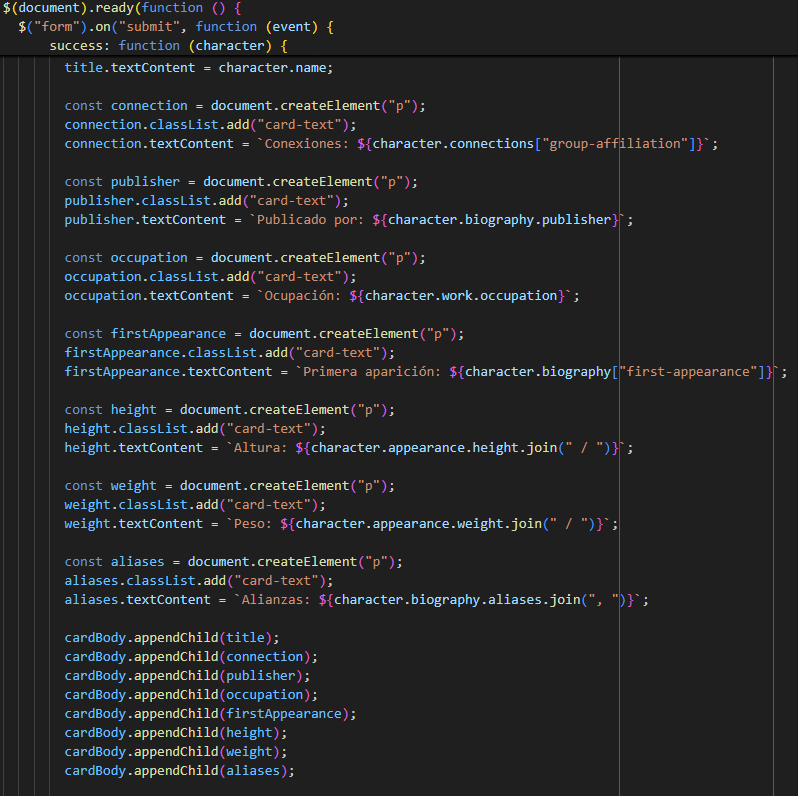 $(document).ready(function () {
$("form").on("submit", function (event) {
success: function (character) {
title.textContent = character.name;
const connection = document.createElement("p");
connection.classList.add("card-text");
connection.textContent = `Conexiones: ${character.connections["group-affiliation"]}`;
const publisher = document.createElement("p");
publisher.classList.add("card-text");
publisher.textContent = `Publicado por: ${character.biography.publisher}`;
const occupation = document.createElement("p");
occupation.classList.add("card-text");
occupation.textContent = `Ocupación: ${character.work.occupation}`;
const firstAppearance = document.createElement("p");
firstAppearance.classList.add("card-text");
firstAppearance.textContent = `Primera aparición: ${character.biography["first-appearance"]}`;
const height = document.createElement("p");
height.classList.add("card-text");
height.textContent = `Altura: ${character.appearance.height.join(" / ")}`;
const weight = document.createElement("p");
weight.classList.add("card-text");
weight.textContent = `Peso: ${character.appearance.weight.join(" / ")}`;
const aliases = document.createElement("p");
aliases.classList.add("card-text");
aliases.textContent = `Alianzas: ${character.biography.aliases.join(", ")}`;
cardBody.appendChild(title);
cardBody.appendChild(connection);
cardBody.appendChild(publisher);
cardBody.appendChild(occupation);
cardBody.appendChild(firstAppearance);
cardBody.appendChild(height);
cardBody.appendChild(weight);
cardBody.appendChild(aliases);